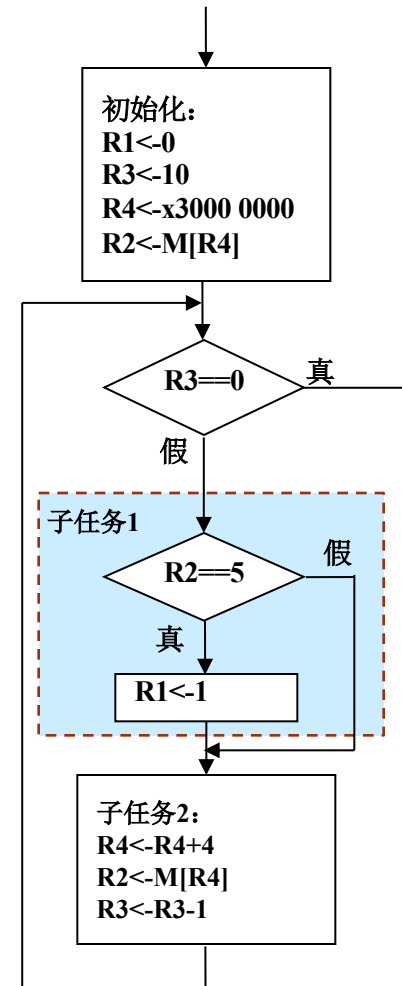 初始化：
R1<-0
R3<-10
R4<-x3000 0000
R2<-M[R4]
R3==0
真
假
子任务1
R2==5
假
真
R1<-1
子任务2：
R4<-R4+4
R2<-M[R4]
R3<-R3-1